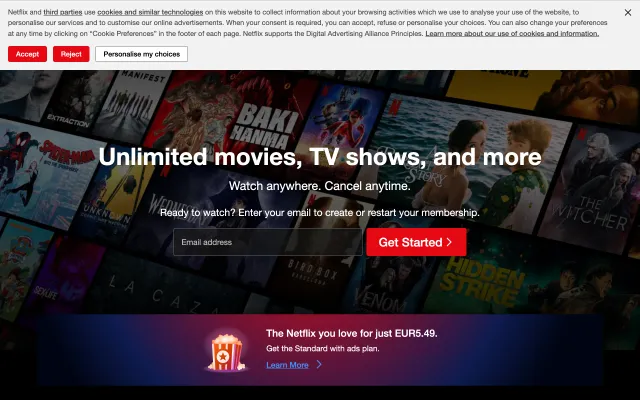 Netflix and third parties use cookies and similar technologies on this website to collect information about your browsing activities which we use to analyse your use of the website, to
personalise our services and to customise our online advertisements. When your consent is required, you can accept, refuse or personalise your choices. You can also change your preferences
at any time by clicking on “Cookie Preferences” in the footer of each page. Netflix supports the Digital Advertising Alliance Principles. Learn more about our use of cookies and information.
Accept
Reject
Personalise my choices
MANIFEST
EXTRACTION
BAKI
HANMA
Unlimited movies, TV shows, and more
STORY
Watch anywhere. Cancel anytime.
THE
WITCHER
UNKNOWN
Ready to watch? Enter your email to create or restart your membership.
Email address
Get Started
BIRD BOX
BARCELONA
VENOM
HIDDEN
STRIKE
LA CAZA
The Netflix you love for just EUR5.49.
Get the Standard with ads plan.
Learn More